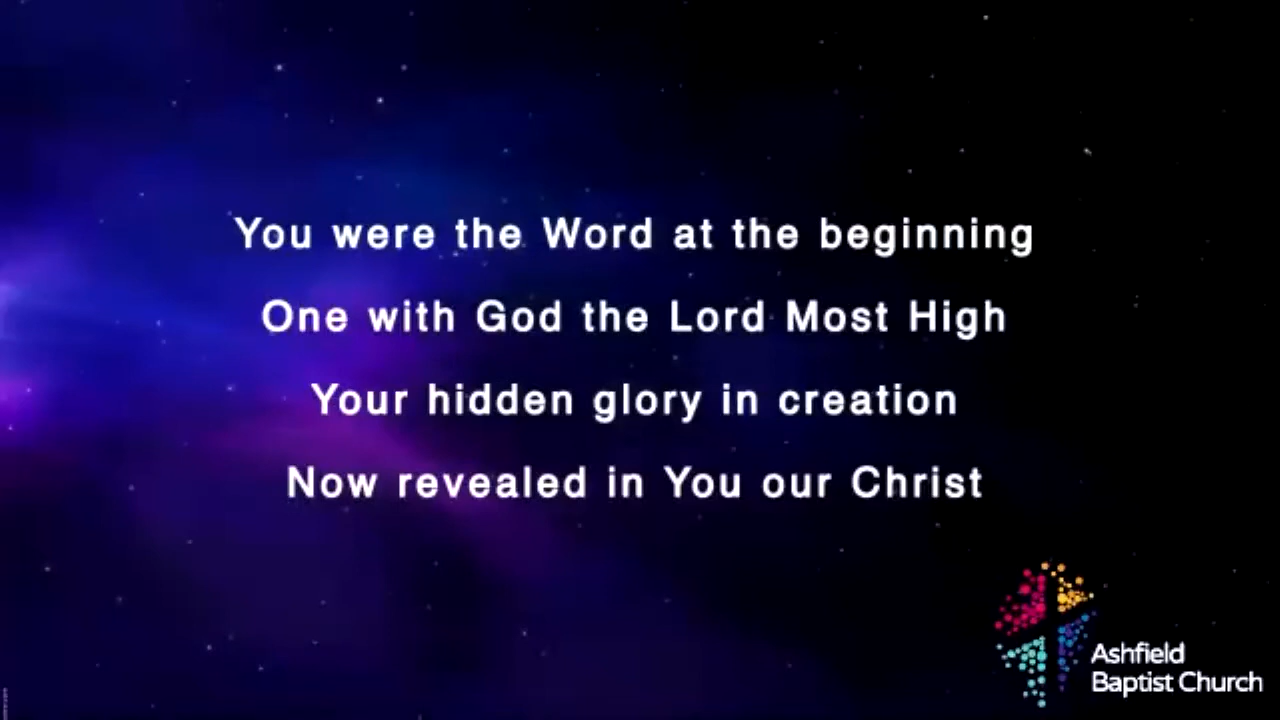 You were the Word at the beginning
One with God the Lord Most High
Your hidden glory in creation
Now revealed in You our Christ
Ashfield
Baptist Church